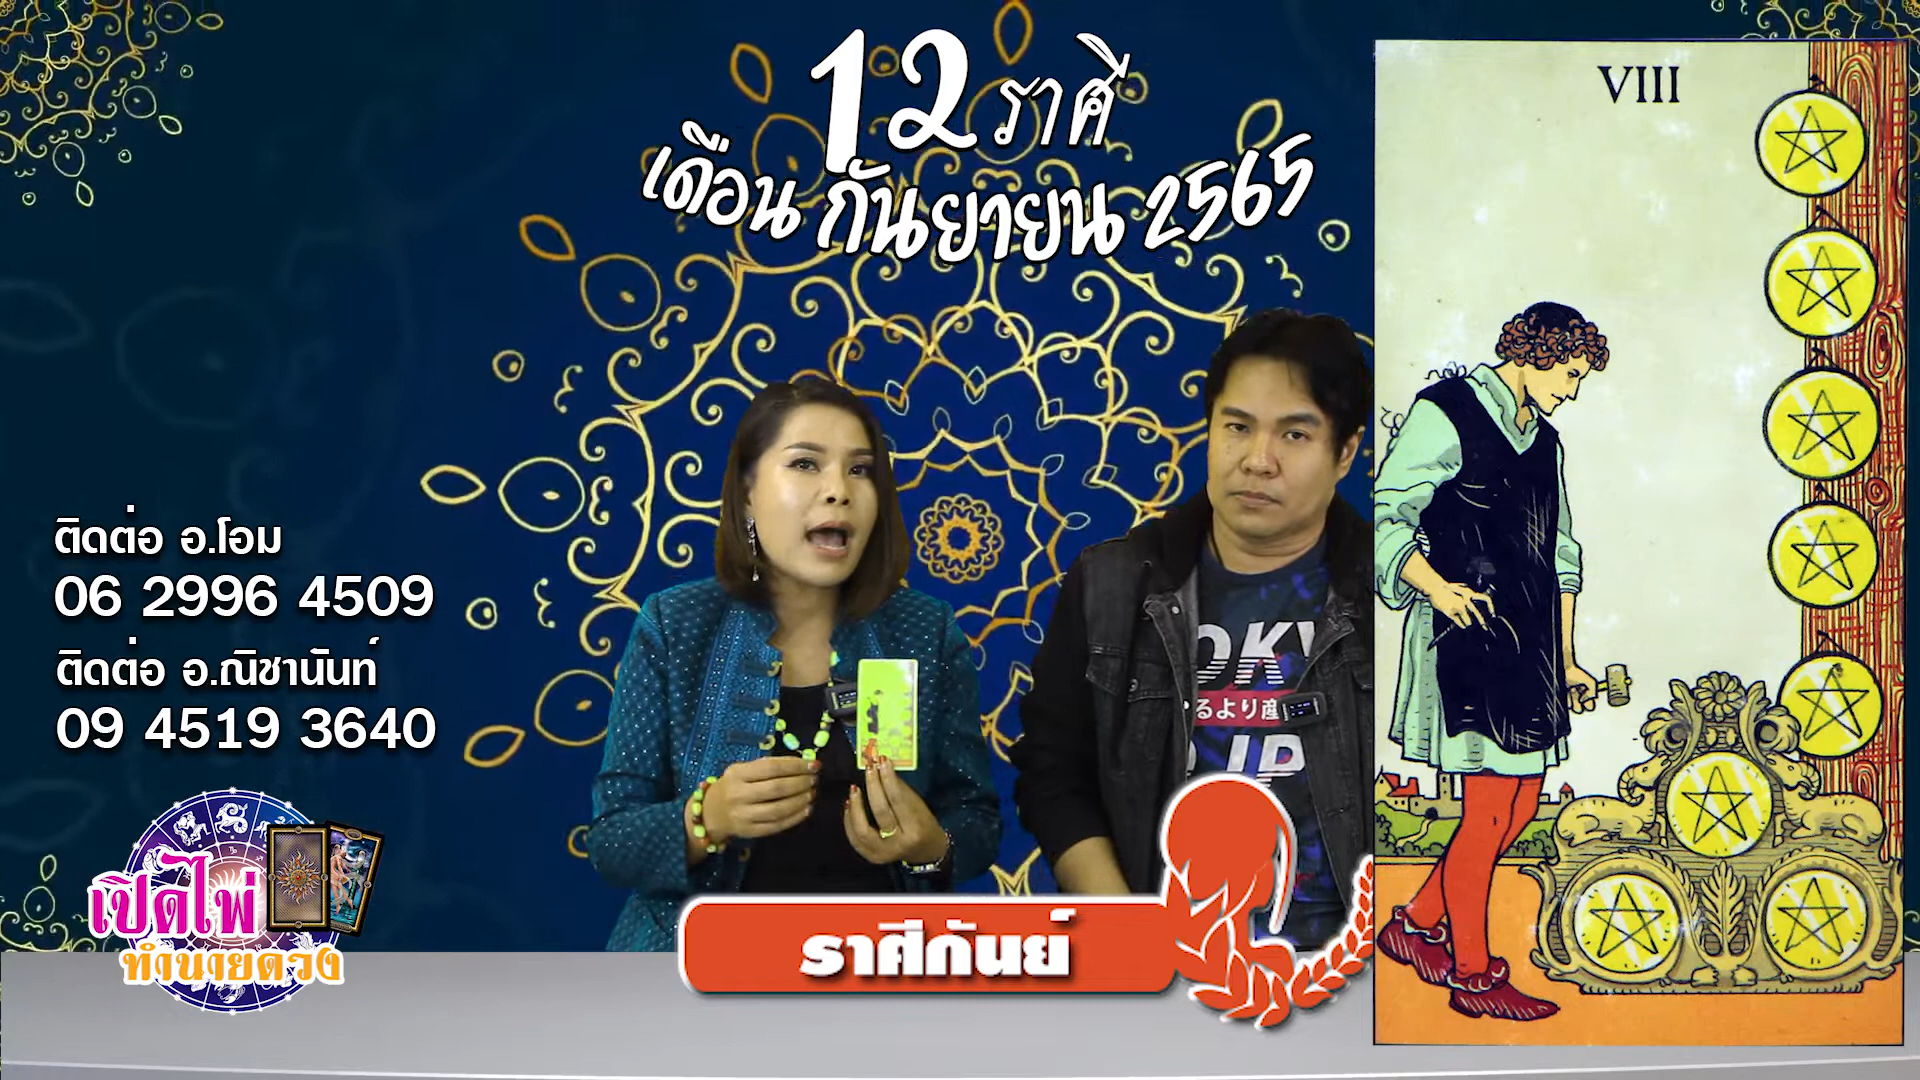 12 ราศี
เดือน กันยายน 2565
VIII
ติดต่อ อ.โอม
06 2996 4509
ติดต่อ อ.ณิชานันท์
09 4519 3640
เปิดไพ่
ทำนายดวง
ราศีกันย์